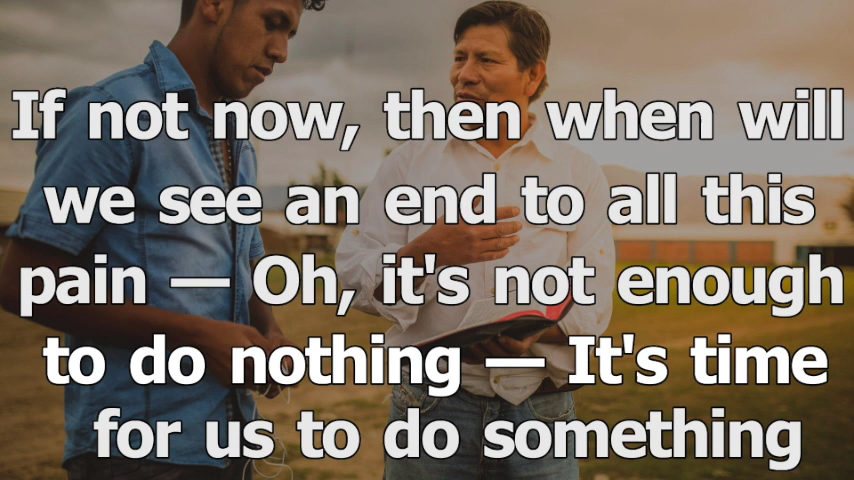 If not now, then when will
we see an end to all this
pain — Oh, it's not enough
to do nothing — It's time
for us to do something